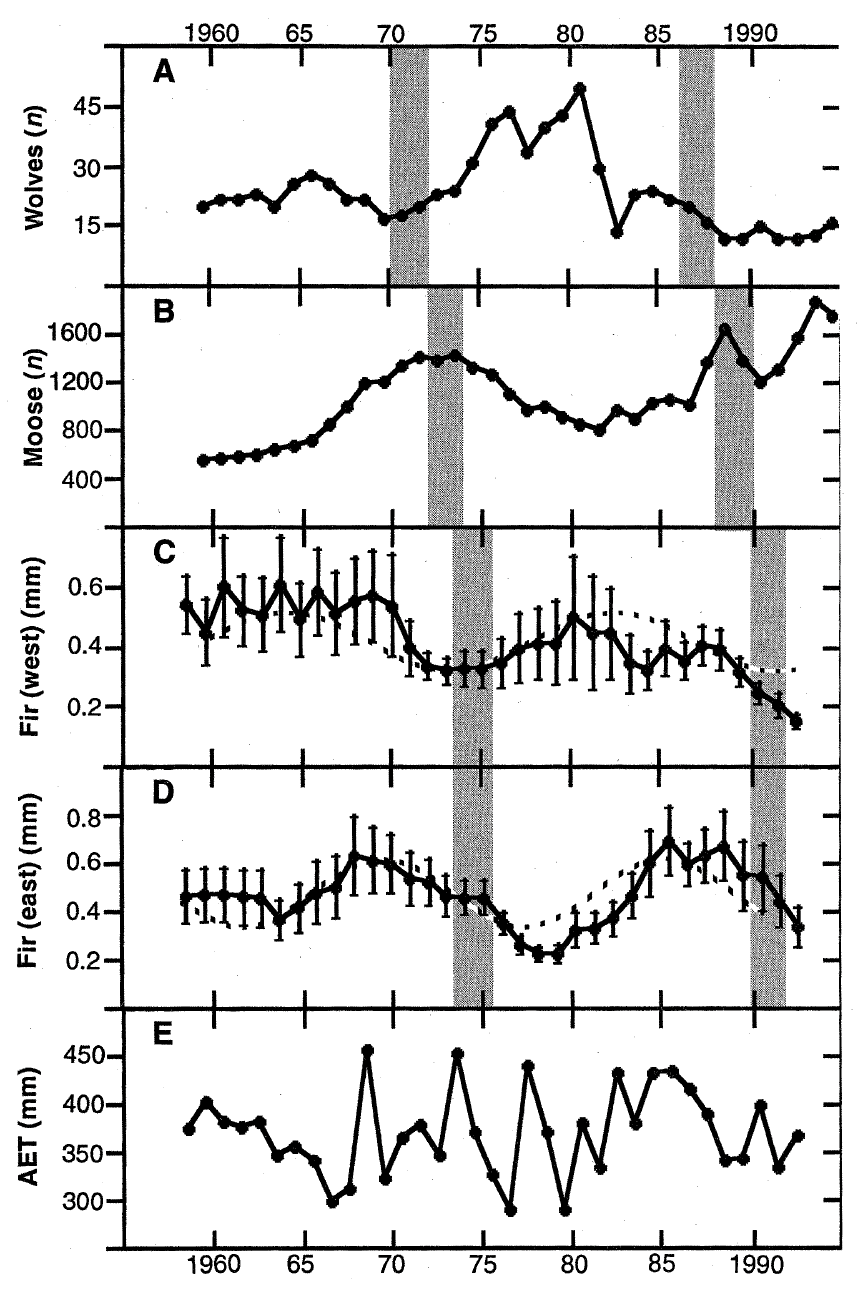 1960 65 70 75 80 85 1990
A
Wolves (n)
45
30
15
B
Moose (n)
1600
1200
800
400
C
Fir (west) (mm)
0.6
0.4
0.2
D
Fir (east) (mm)
0.8
0.6
0.4
0.2
E
AET (mm)
450
400
350
300
1960 65 70 75 80 85 1990